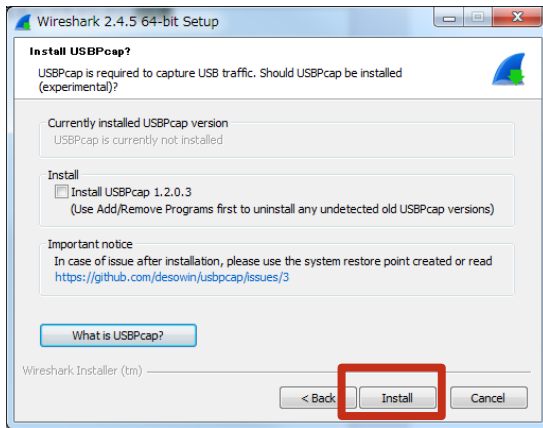 Wireshark 2.4.5 64-bit Setup
Install USBPcap?
USBPcap is required to capture USB traffic. Should USBPcap be installed
(experimental)?
Currently installed USBPcap version
USBPcap is currently not installed
Install
Install USBPcap 1.2.0.3
(Use Add/Remove Programs first to uninstall any undetected old USBPcap versions)
Important notice
In case of issue after installation, please use the system restore point created or read
https://github.com/desowin/usbpcap/issues/3
What is USBPcap?
Wireshark Installer (tm)
< Back
Install
Cancel